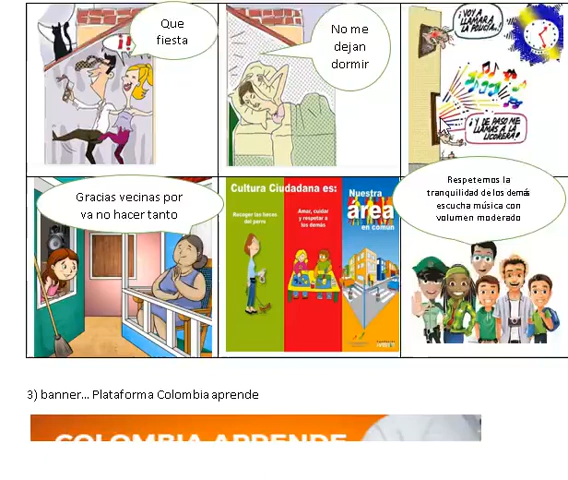 Que
fiesta
¡¡
No me
dejan
dormir
¡VOY A
LLAMAR A
LA POLICÍA..!
¡Y DE PASO ME
LLAMAS A LA
LICORERA!
Gracias vecinas por
va no hacer tanto
Cultura Ciudadana es:
Recoger las heces
del perro
Amar, cuidar
y respetar a
los demás
Nuestra
área
en común
Respetemos la
tranquilidad de los demás
escucha música con
volumen moderado
3) banner... Plataforma Colombia aprende
COLOMBIA APRENDE